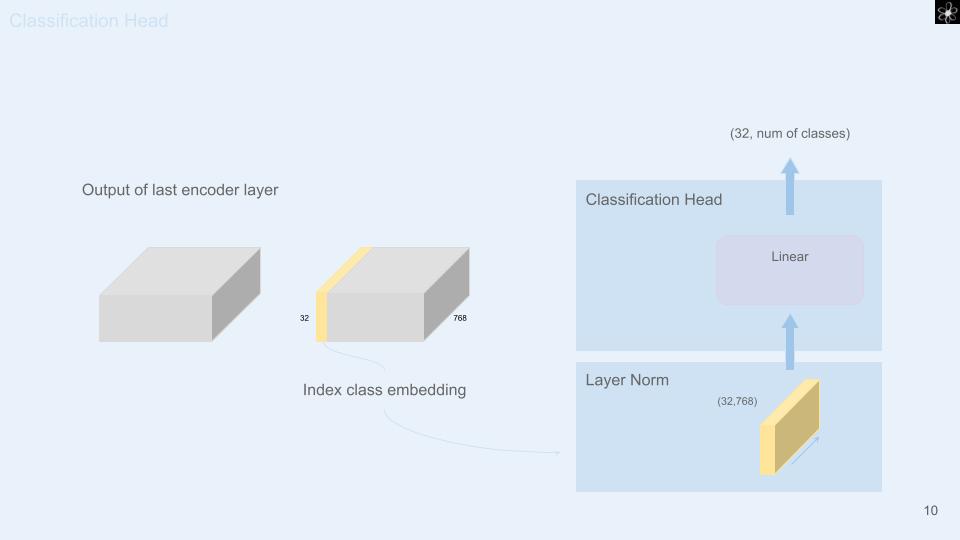 Classification Head
(32, num of classes)
Output of last encoder layer
Classification Head
Linear
32
768
Layer Norm
Index class embedding
(32,768)
10